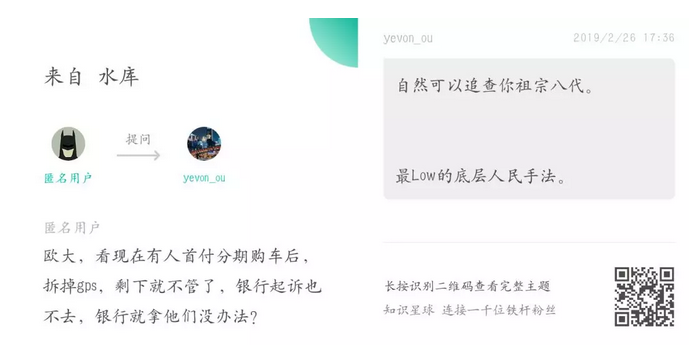 来自 水库
提问
匿名用户
yevon_ou
匿名用户
欧大，看现在有人首付分期购车后，
拆掉gps，剩下就不管了，银行起诉也
不去，银行就拿他们没办法？
yevon_ou
2019/2/26 17:36
自然可以追查你祖宗八代。
最Low的底层人民手法。
长按识别二维码查看完整主题
知识星球 连接一千位铁杆粉丝